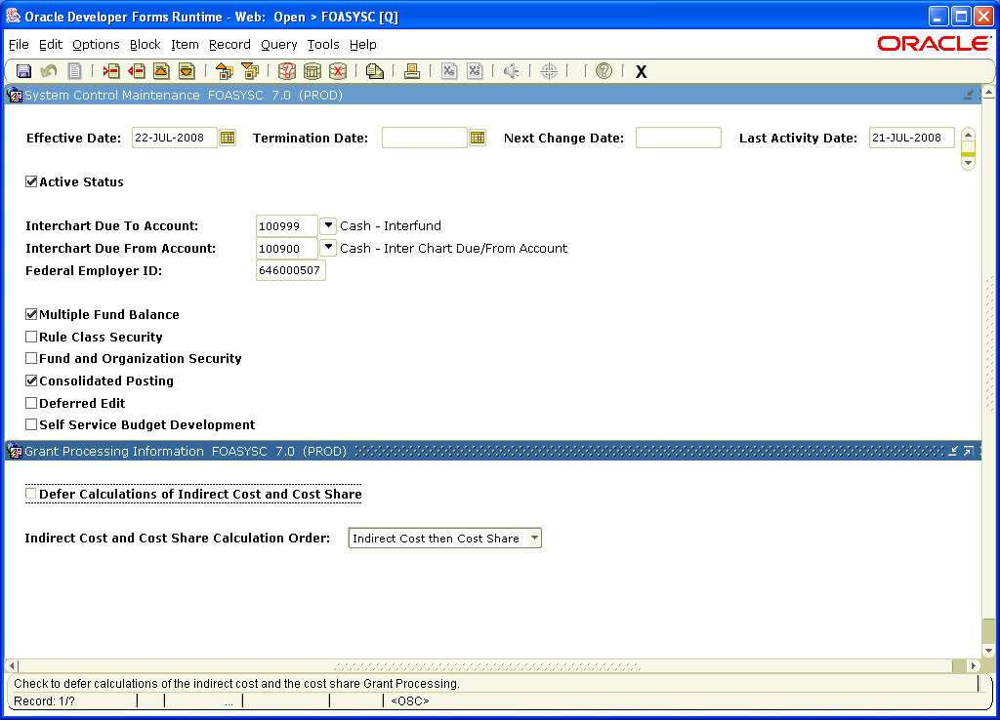 Oracle Developer Forms Runtime - Web: Open > FOASYSC [Q]
File Edit Options Block Item Record Query Tools Help
ORACLE
X
System Control Maintenance FOASYSC 7.0 (PROD)
Effective Date: 22-JUL-2008 Termination Date: Next Change Date: Last Activity Date: 21-JUL-2008
Active Status
Interchart Due To Account: 100999 Cash - Interfund
Interchart Due From Account: 100900 Cash - Inter Chart Due/From Account
Federal Employer ID: 646000507
Multiple Fund Balance
Rule Class Security
Fund and Organization Security
Consolidated Posting
Deferred Edit
Self Service Budget Development
Grant Processing Information FOASYSC 7.0 (PROD)
Defer Calculations of Indirect Cost and Cost Share
Indirect Cost and Cost Share Calculation Order: Indirect Cost then Cost Share
Check to defer calculations of the indirect cost and the cost share Grant Processing.
Record: 1/? ... <OSC>